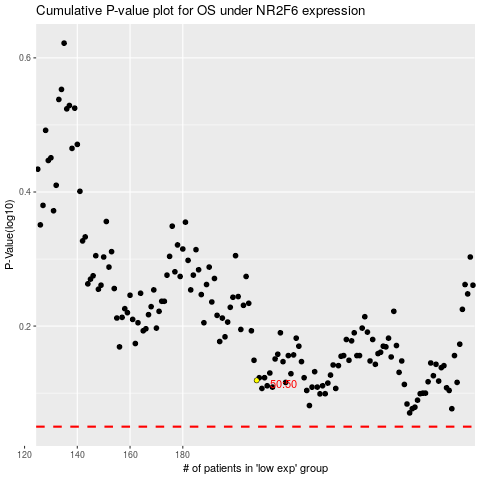 Cumulative P-value plot for OS under NR2F6 expression
P-Value(log10)
0.6
0.4
0.2
50:50
120 140 160 180
# of patients in 'low exp' group